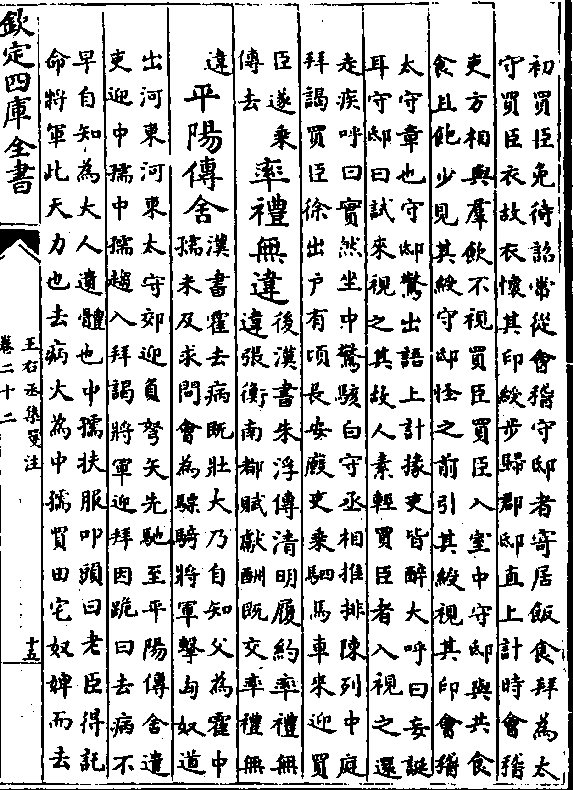 初買臣免待詔常從會稽守邸者寄居飯食拜為太
守買臣衣故衣懷其印綬步歸郡邸直上計時會稽
吏方相與羣飲不視買臣買臣入室中守邸與共食
食且飽少見其綬守邸怪之前引其綬視其印會稽
太守章也守邸驚出語上計掾吏皆醉大呼曰妄誕
耳守邸曰試來視之其故人素輕買臣者入視之還
走疾呼曰實然坐中驚駭白守丞相推排陳列中庭
拜謁買臣徐出户有頃長安廐吏乘駟馬車來迎買
臣遂乘
傳去
率禮無違
後漢書朱浮傳清明履約率禮無
違張衡南都賦獻酬既交率禮無
違
平陽傳舍
漢書霍去病既壯大乃自知父為霍中
孺未及求問會為驃騎將軍擊匈奴道
出河東河東太守郊迎負弩矢先馳至平陽傳舍遣
吏迎中孺中孺趨入拜謁將軍迎拜因跪曰去病不
早自知為大人遺體也中孺扶服叩頭曰老臣得託
命將軍此天力也去病大為中孺買田宅奴婢而去
欽定四庫全書
王右丞集箋注
卷二十二
十五